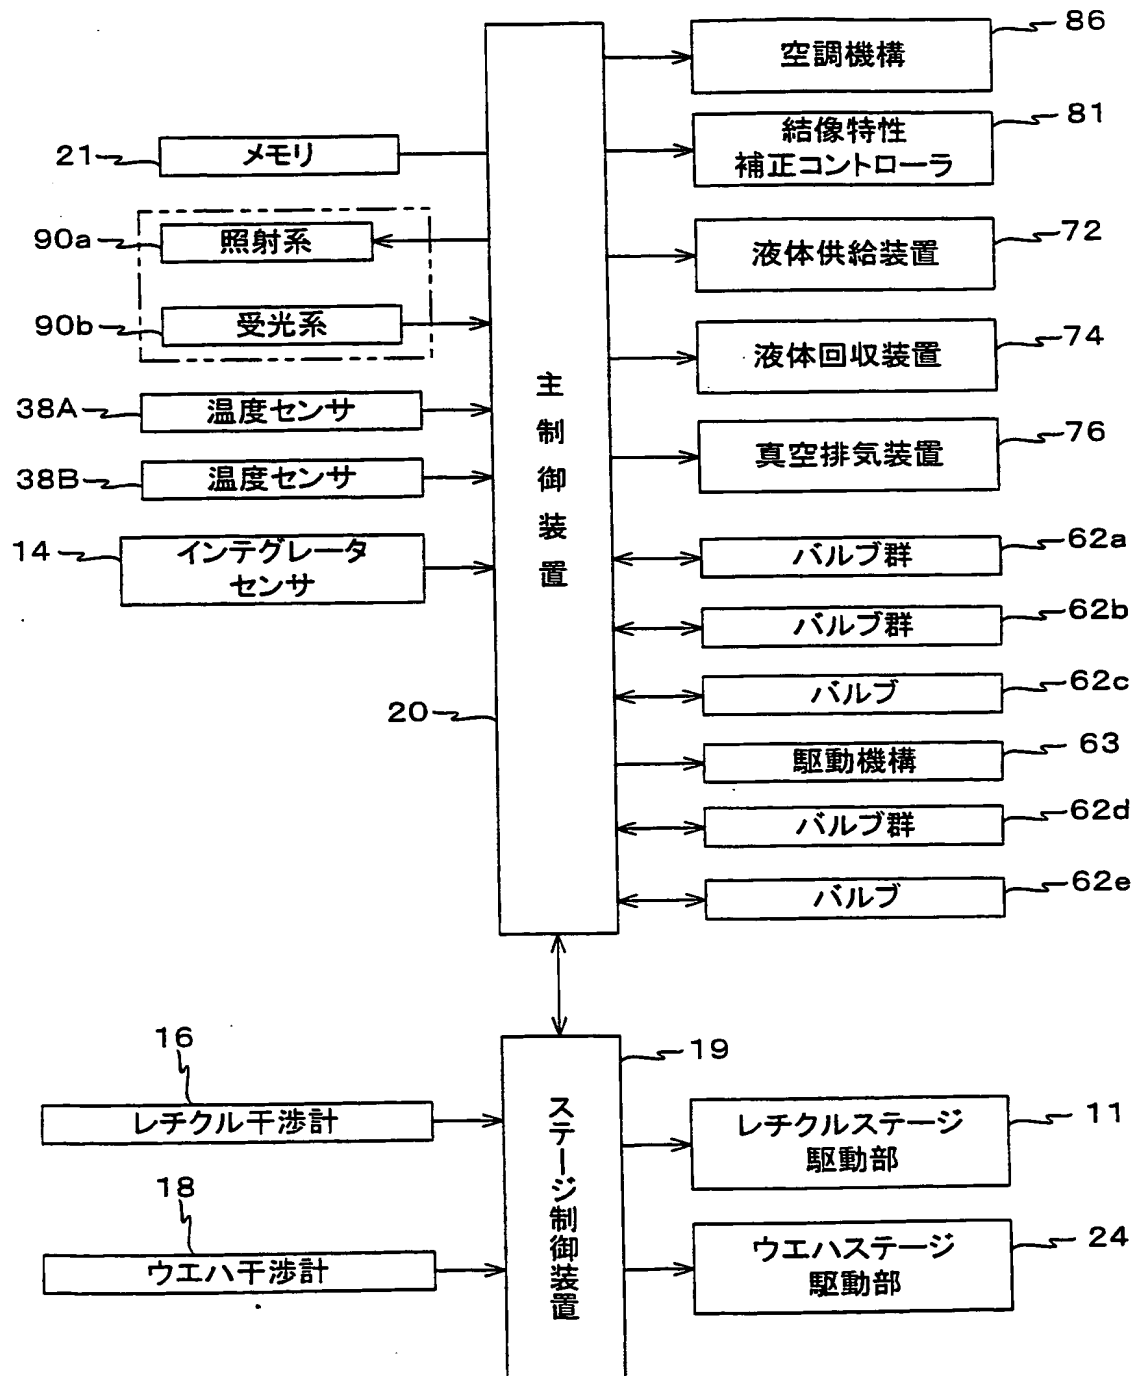 86
空調機構
81
結像特性
補正コントローラ
21
メモリ
90a
照射系
72
液体供給装置
90b
受光系
74
液体回収装置
38A
温度センサ
主制御装置
76
真空排気装置
38B
温度センサ
14
インテグレータ
センサ
62a
バルブ群
62b
バルブ群
62c
バルブ
20
63
駆動機構
62d
バルブ群
62e
バルブ
16
レチクル干渉計
19
ステージ制御装置
11
レチクルステージ
駆動部
18
ウエハ干渉計
24
ウエハステージ
駆動部